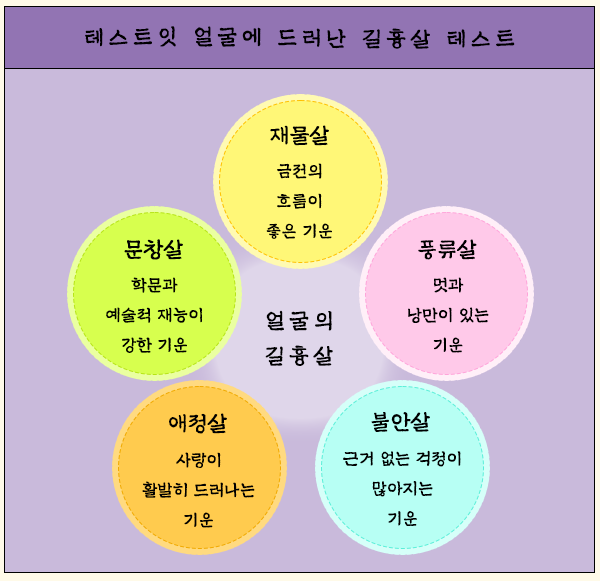 테스트잇 얼굴에 드러난 길흉살 테스트
재물살
금전의
흐름이
좋은 기운
문창살
학문과
예술적 재능이
강한 기운
풍류살
멋과
낭만이 있는
기운
얼굴의
길흉살
애정살
사랑이
활발히 드러나는
기운
불안살
근거 없는 걱정이
많아지는
기운